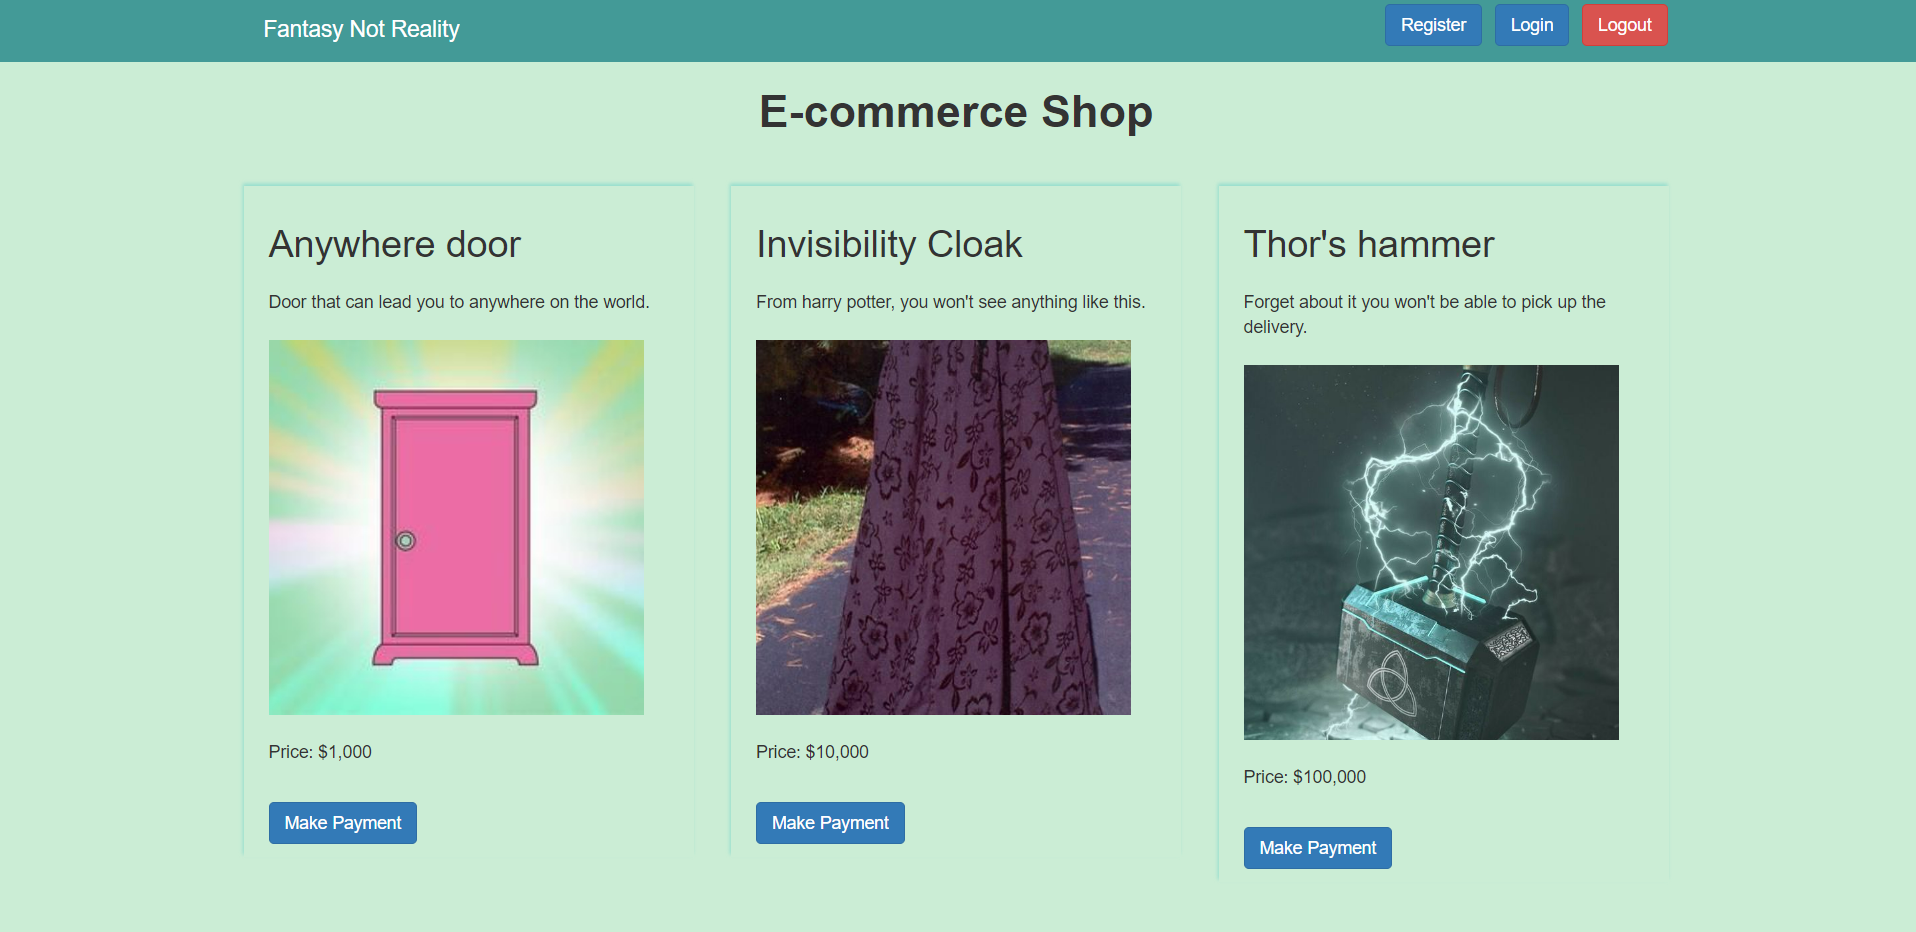 Fantasy Not Reality
Register
Login
Logout
E-commerce Shop
Anywhere door
Door that can lead you to anywhere on the world.
Price: $1,000
Make Payment
Invisibility Cloak
From harry potter, you won't see anything like this.
Price: $10,000
Make Payment
Thor's hammer
Forget about it you won't be able to pick up the
delivery.
Price: $100,000
Make Payment